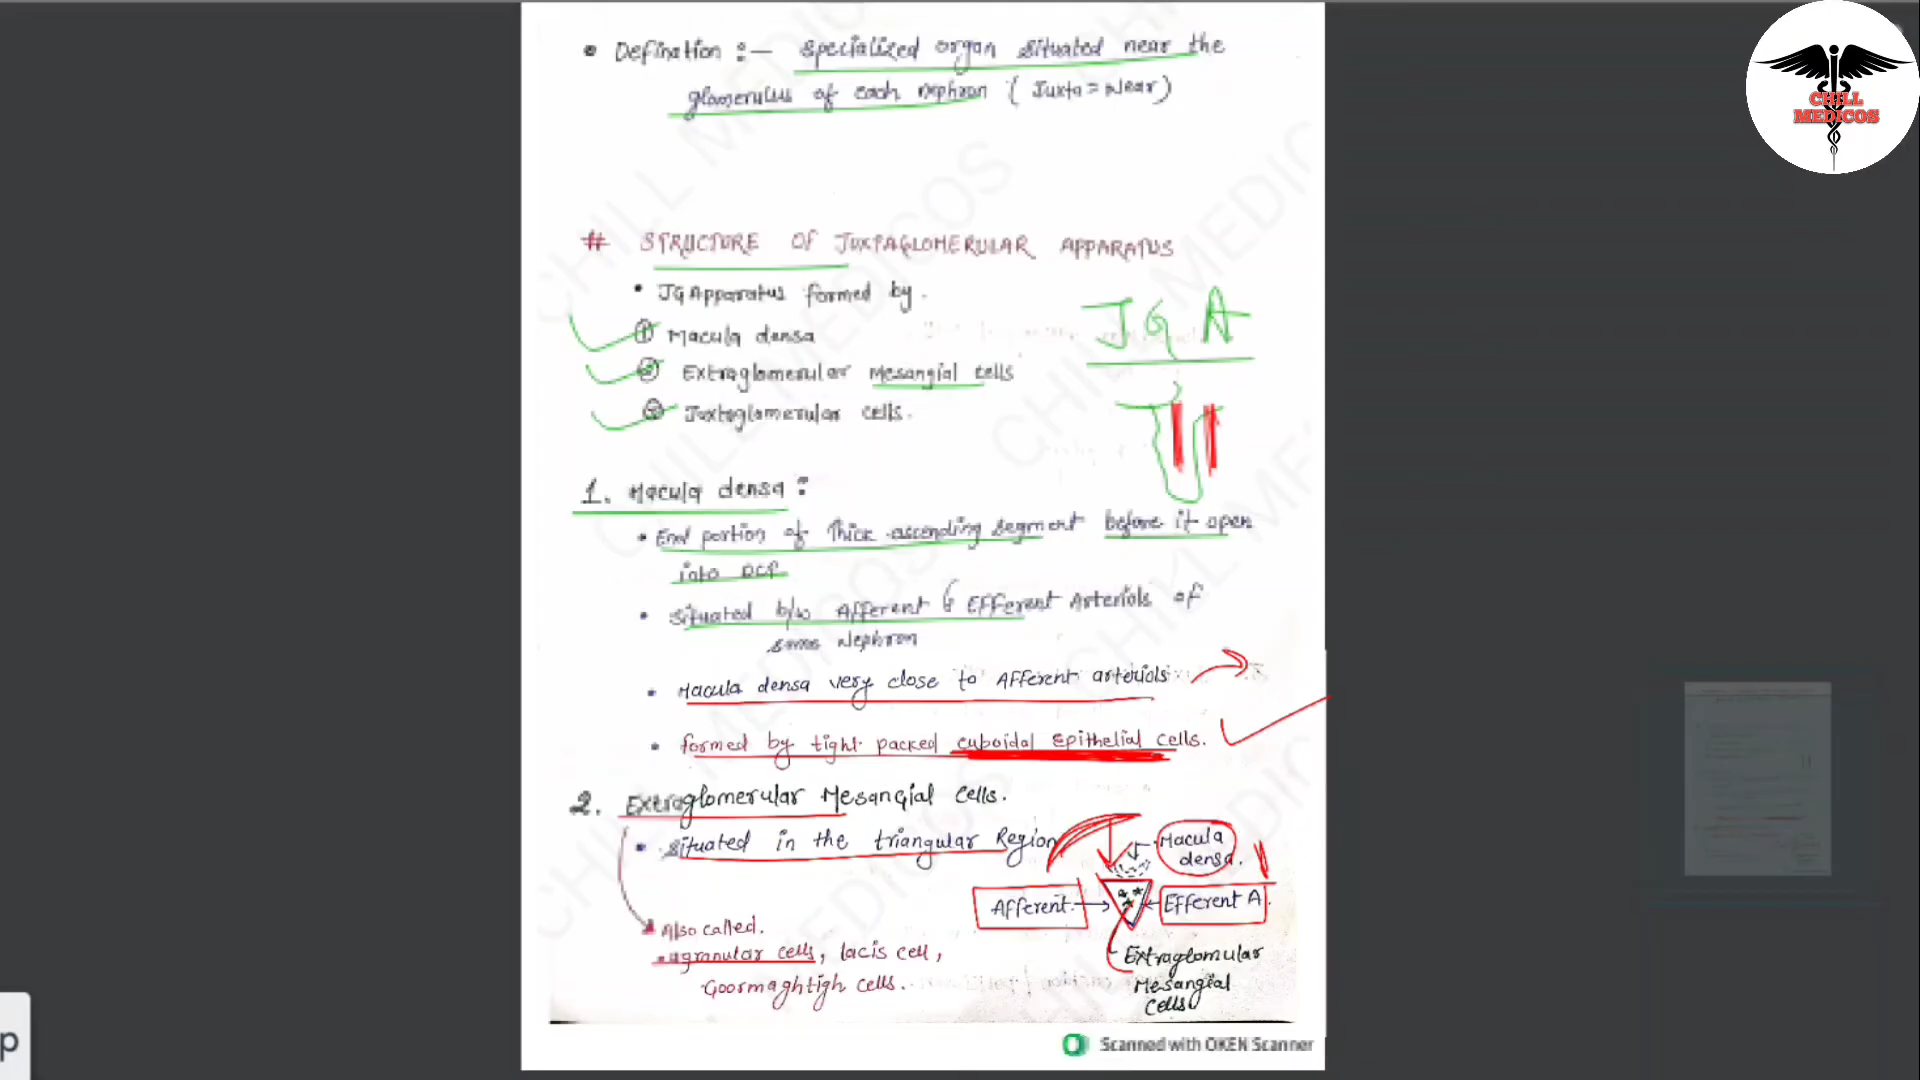 CHILL
MEDICOS
• Defination :— specialized organ situated near the
glomerulus of each nephron ( Juxta = Near )
# STRUCTURE OF JUXTAGLOMERULAR APPARATUS
• JG Apparatus formed by.
① Macula densa
② Extraglomerular Mesangial cells
③ Juxtaglomerular cells.
J G A
1. Macula densa :
• End portion of Thick ascending segment before it open
into DCT
• Situated b/w Afferent & Efferent Arteriols of
same Nephron
• Macula densa very close to Afferent arteriols
• formed by tight packed cuboidal Epithelial cells.
2. Extraglomerular Mesangial cells.
• Situated in the triangular Region
Macula
densa.
Afferent
Efferent A.
Extraglomular
Mesangial
cells
Also called.
agranular cells, lacis cell,
Goormaghtigh cells.
Scanned with OKEN Scanner
p